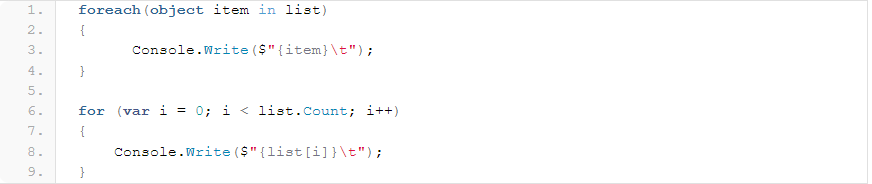 1. foreach(object item in list)
2. {
3.       Console.Write($"{item}\t");
4. }
5.
6. for (var i = 0; i < list.Count; i++)
7. {
8.     Console.Write($"{list[i]}\t");
9. }